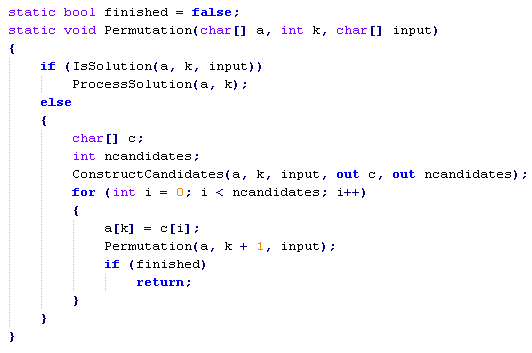 static bool finished = false;
static void Permutation(char[] a, int k, char[] input)
{
    if (IsSolution(a, k, input))
        ProcessSolution(a, k);
    else
    {
        char[] c;
        int ncandidates;
        ConstructCandidates(a, k, input, out c, out ncandidates);
        for (int i = 0; i < ncandidates; i++)
        {
            a[k] = c[i];
            Permutation(a, k + 1, input);
            if (finished)
                return;
        }
    }
}